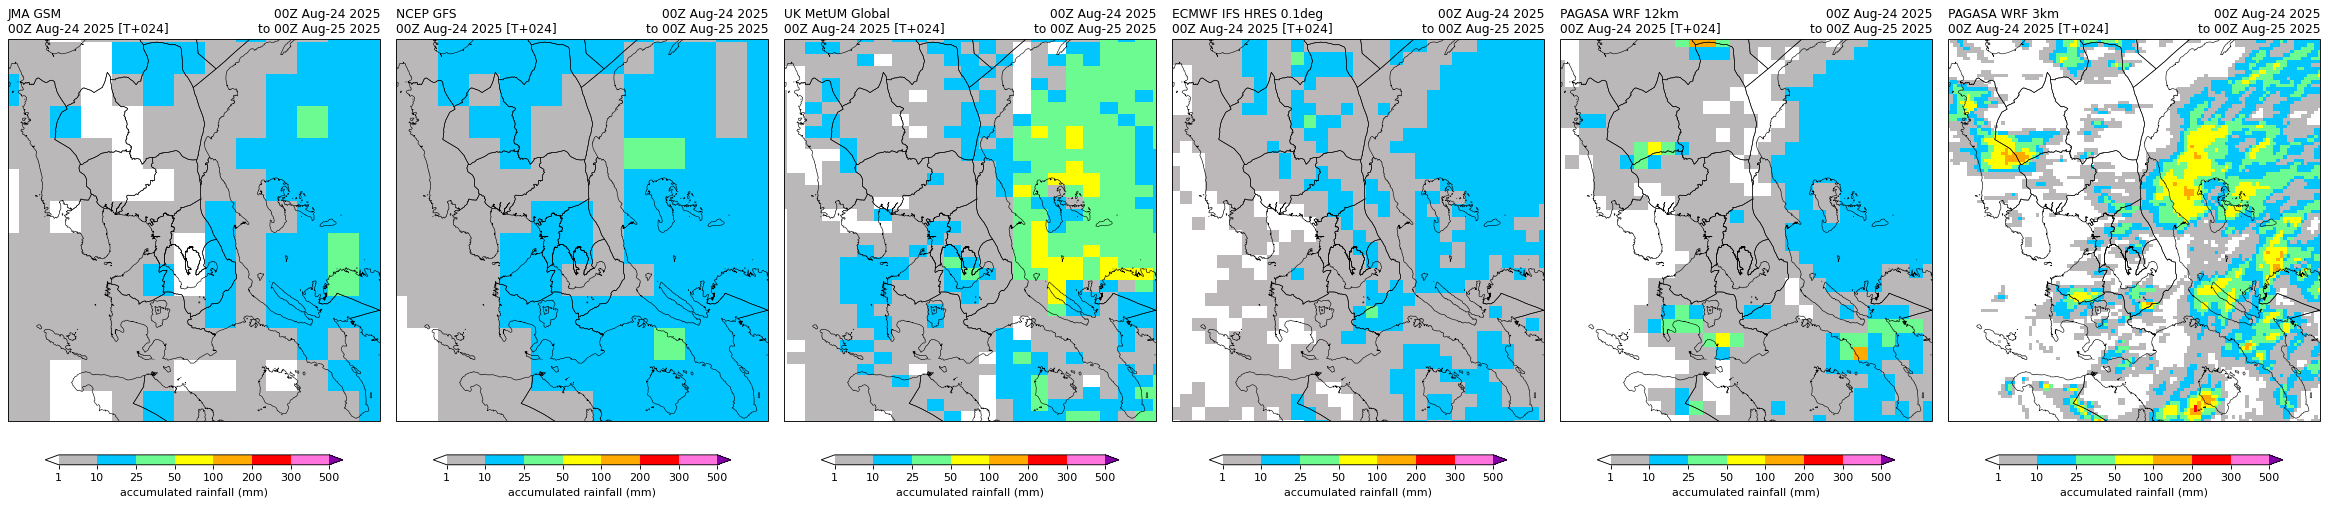 JMA GSM 00Z Aug-24 2025
00Z Aug-24 2025 [T+024] to 00Z Aug-25 2025
1 10 25 50 100 200 300 500
accumulated rainfall (mm)
NCEP GFS 00Z Aug-24 2025
00Z Aug-24 2025 [T+024] to 00Z Aug-25 2025
1 10 25 50 100 200 300 500
accumulated rainfall (mm)
UK MetUM Global 00Z Aug-24 2025
00Z Aug-24 2025 [T+024] to 00Z Aug-25 2025
1 10 25 50 100 200 300 500
accumulated rainfall (mm)
ECMWF IFS HRES 0.1deg 00Z Aug-24 2025
00Z Aug-24 2025 [T+024] to 00Z Aug-25 2025
1 10 25 50 100 200 300 500
accumulated rainfall (mm)
PAGASA WRF 12km 00Z Aug-24 2025
00Z Aug-24 2025 [T+024] to 00Z Aug-25 2025
1 10 25 50 100 200 300 500
accumulated rainfall (mm)
PAGASA WRF 3km 00Z Aug-24 2025
00Z Aug-24 2025 [T+024] to 00Z Aug-25 2025
1 10 25 50 100 200 300 500
accumulated rainfall (mm)